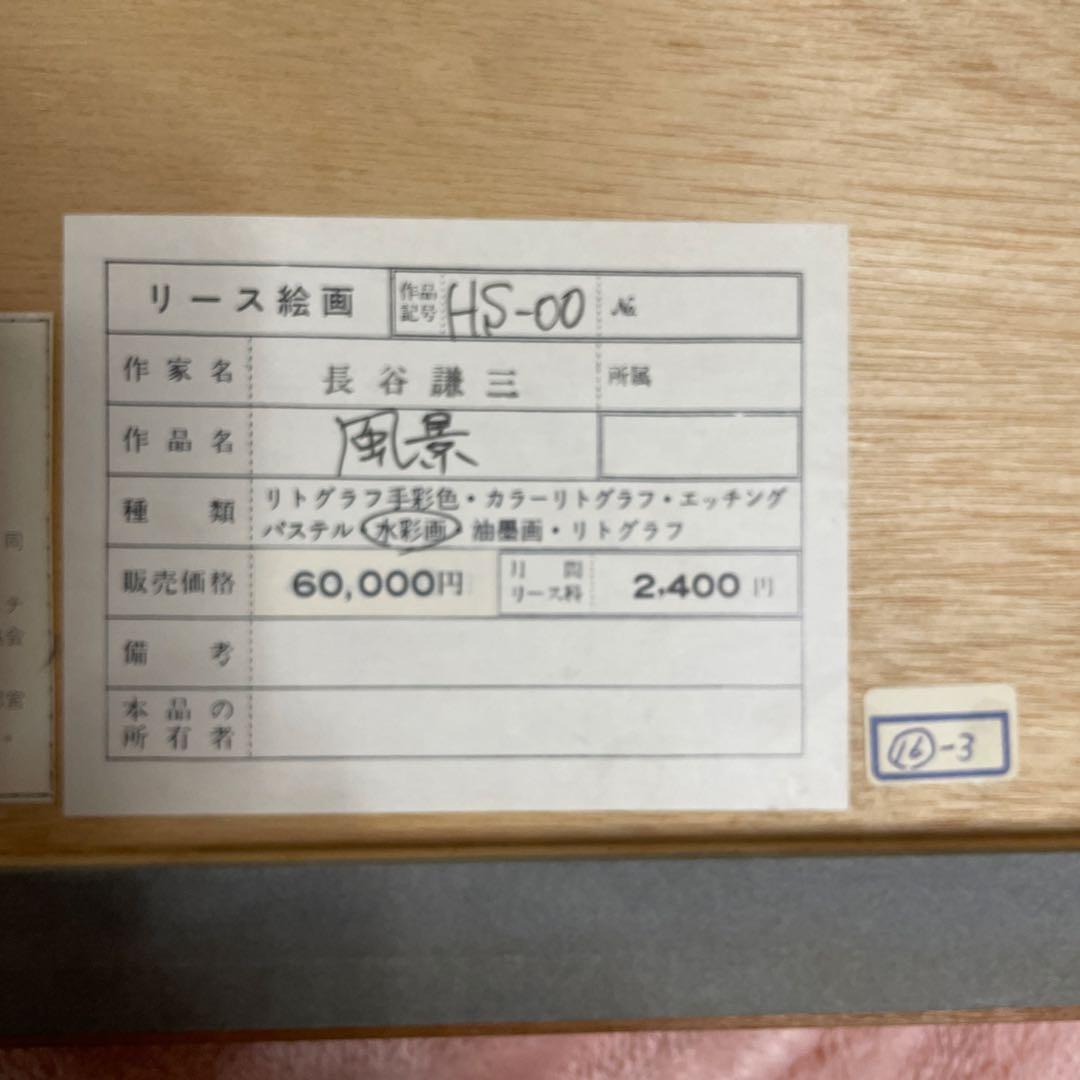 リース絵画 作品記号 HS-00 №
作家名 長谷謙三 所属
作品名 風景
種類 リトグラフ手彩色・カラーリトグラフ・エッチング
パステル・水彩画・油墨画・リトグラフ
販売価格 60,000円 月間リース料 2,400円
備考
本品の
所有者
⑯-3
同
チ
会